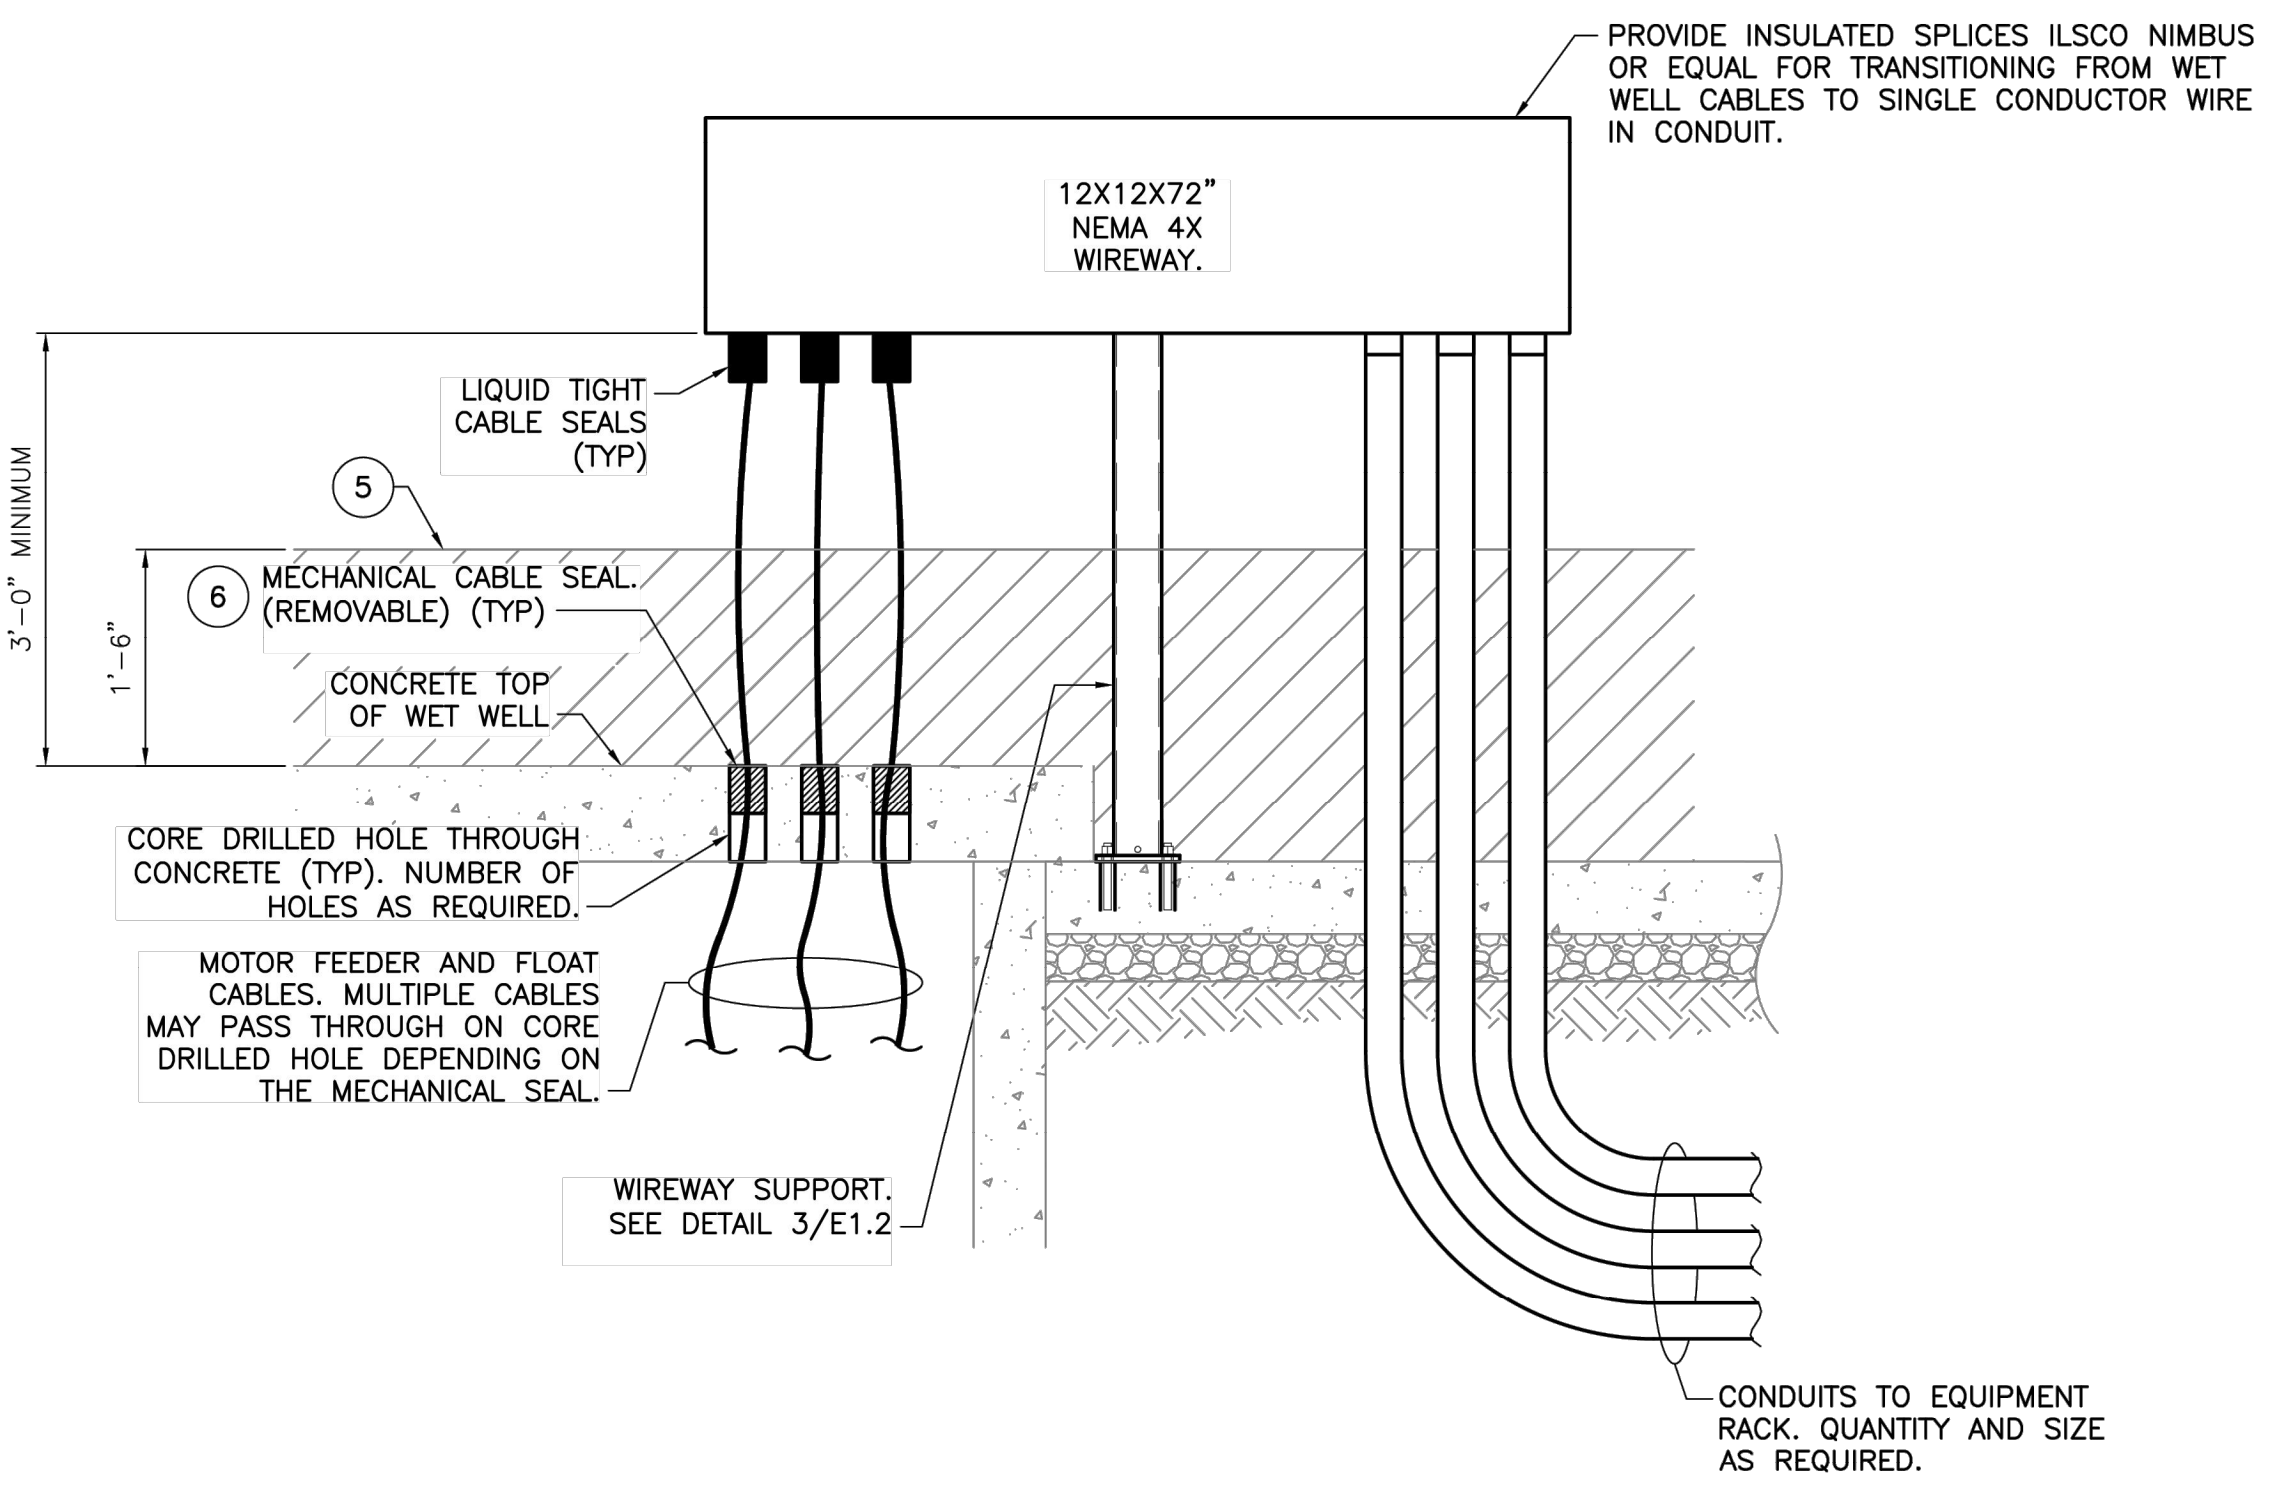 PROVIDE INSULATED SPLICES ILSCO NIMBUS
OR EQUAL FOR TRANSITIONING FROM WET
WELL CABLES TO SINGLE CONDUCTOR WIRE
IN CONDUIT.
12X12X72"
NEMA 4X
WIREWAY.
LIQUID TIGHT
CABLE SEALS
(TYP)
3'-0" MINIMUM
1'-6"
5
6
MECHANICAL CABLE SEAL.
(REMOVABLE) (TYP)
CONCRETE TOP
OF WET WELL
CORE DRILLED HOLE THROUGH
CONCRETE (TYP). NUMBER OF
HOLES AS REQUIRED.
MOTOR FEEDER AND FLOAT
CABLES. MULTIPLE CABLES
MAY PASS THROUGH ON CORE
DRILLED HOLE DEPENDING ON
THE MECHANICAL SEAL.
WIREWAY SUPPORT.
SEE DETAIL 3/E1.2
CONDUITS TO EQUIPMENT
RACK. QUANTITY AND SIZE
AS REQUIRED.